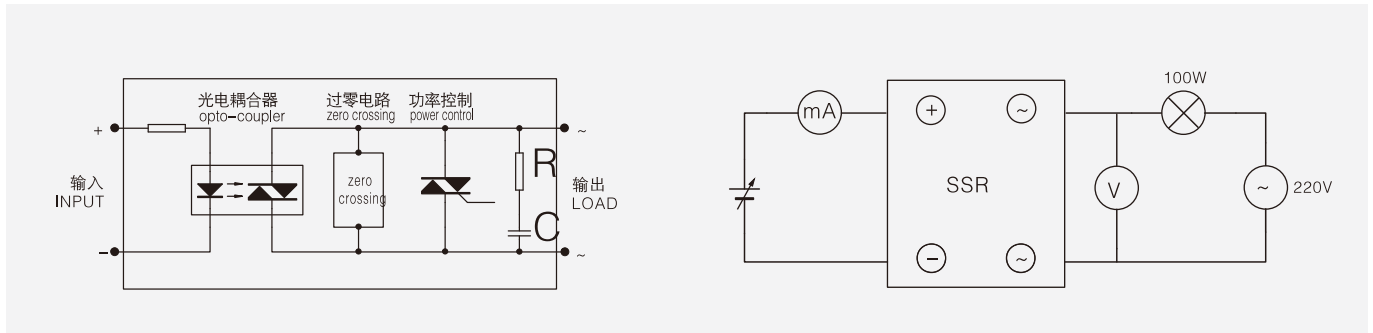 光电耦合器
opto-coupler
过零电路
zero crossing
功率控制
power control
+
~
输入
INPUT
zero
crossing
R
C
输出
LOAD
-
~
mA
+
~
SSR
-
~
V
100W
~
220V